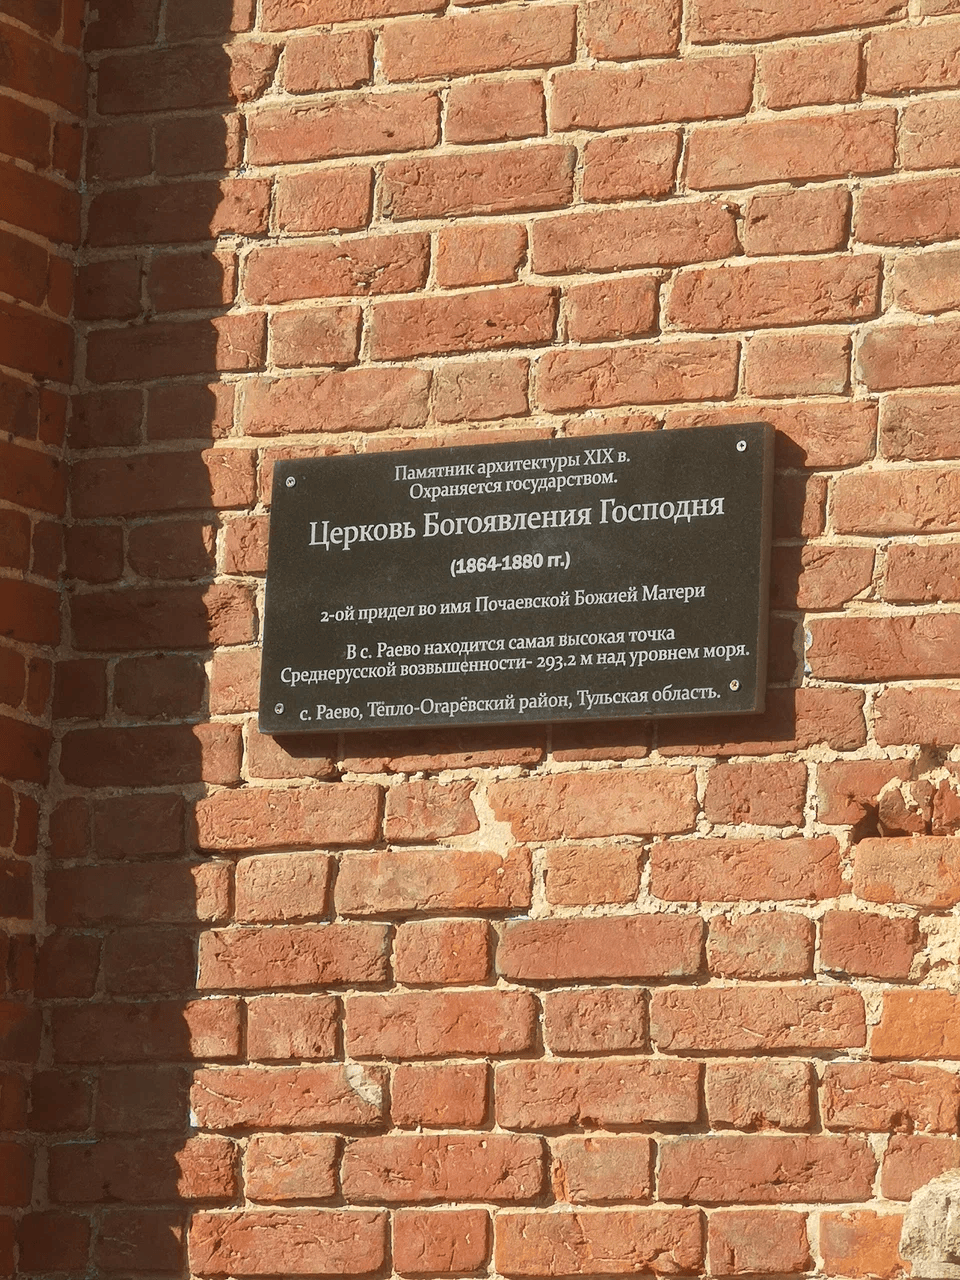 Памятник архитектуры XIX в.
Охраняется государством.
Церковь Богоявления Господня
(1864-1880 гг.)
2-ой придел во имя Почаевской Божией Матери
В с. Раево находится самая высокая точка
Среднерусской возвышенности- 293.2 м над уровнем моря.
с. Раево, Тёпло-Огарёвский район, Тульская область.